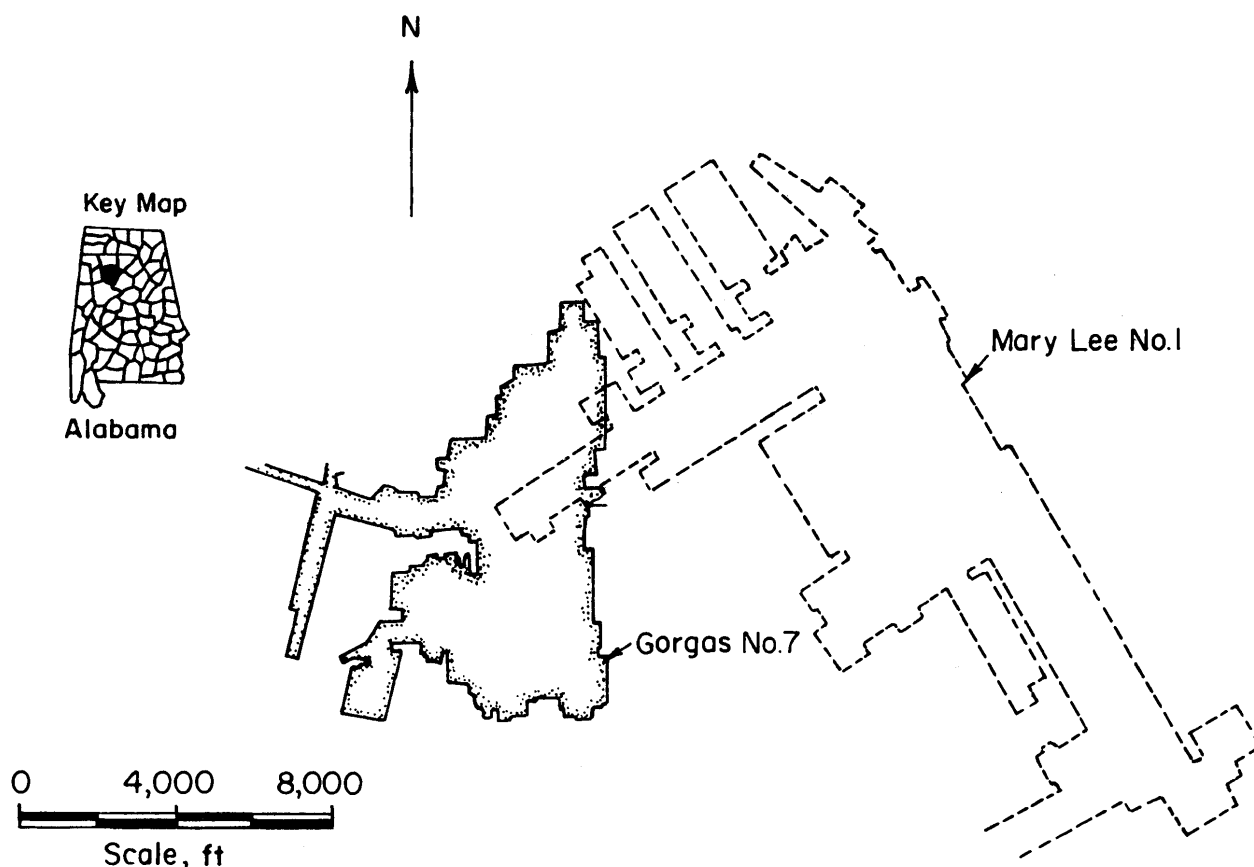 N
Key Map
Alabama
Mary Lee No.1
Gorgas No.7
0 4,000 8,000
Scale, ft